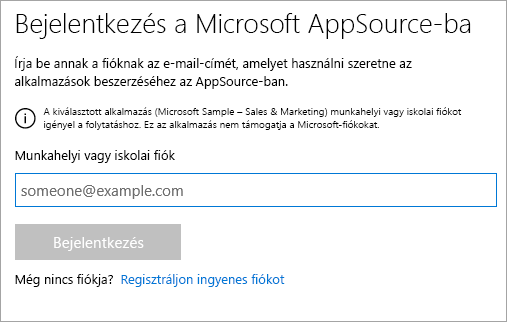 Bejelentkezés a Microsoft AppSource-ba
Írja be annak a fióknak az e-mail-címét, amelyet használni szeretne az
alkalmazások beszerzéséhez az AppSource-ban.
A kiválasztott alkalmazás (Microsoft Sample – Sales & Marketing) munkahelyi vagy iskolai fiókot
igényel a folytatáshoz. Ez az alkalmazás nem támogatja a Microsoft-fiókokat.
Munkahelyi vagy iskolai fiók
someone@example.com
Bejelentkezés
Még nincs fiókja? Regisztráljon ingyenes fiókot